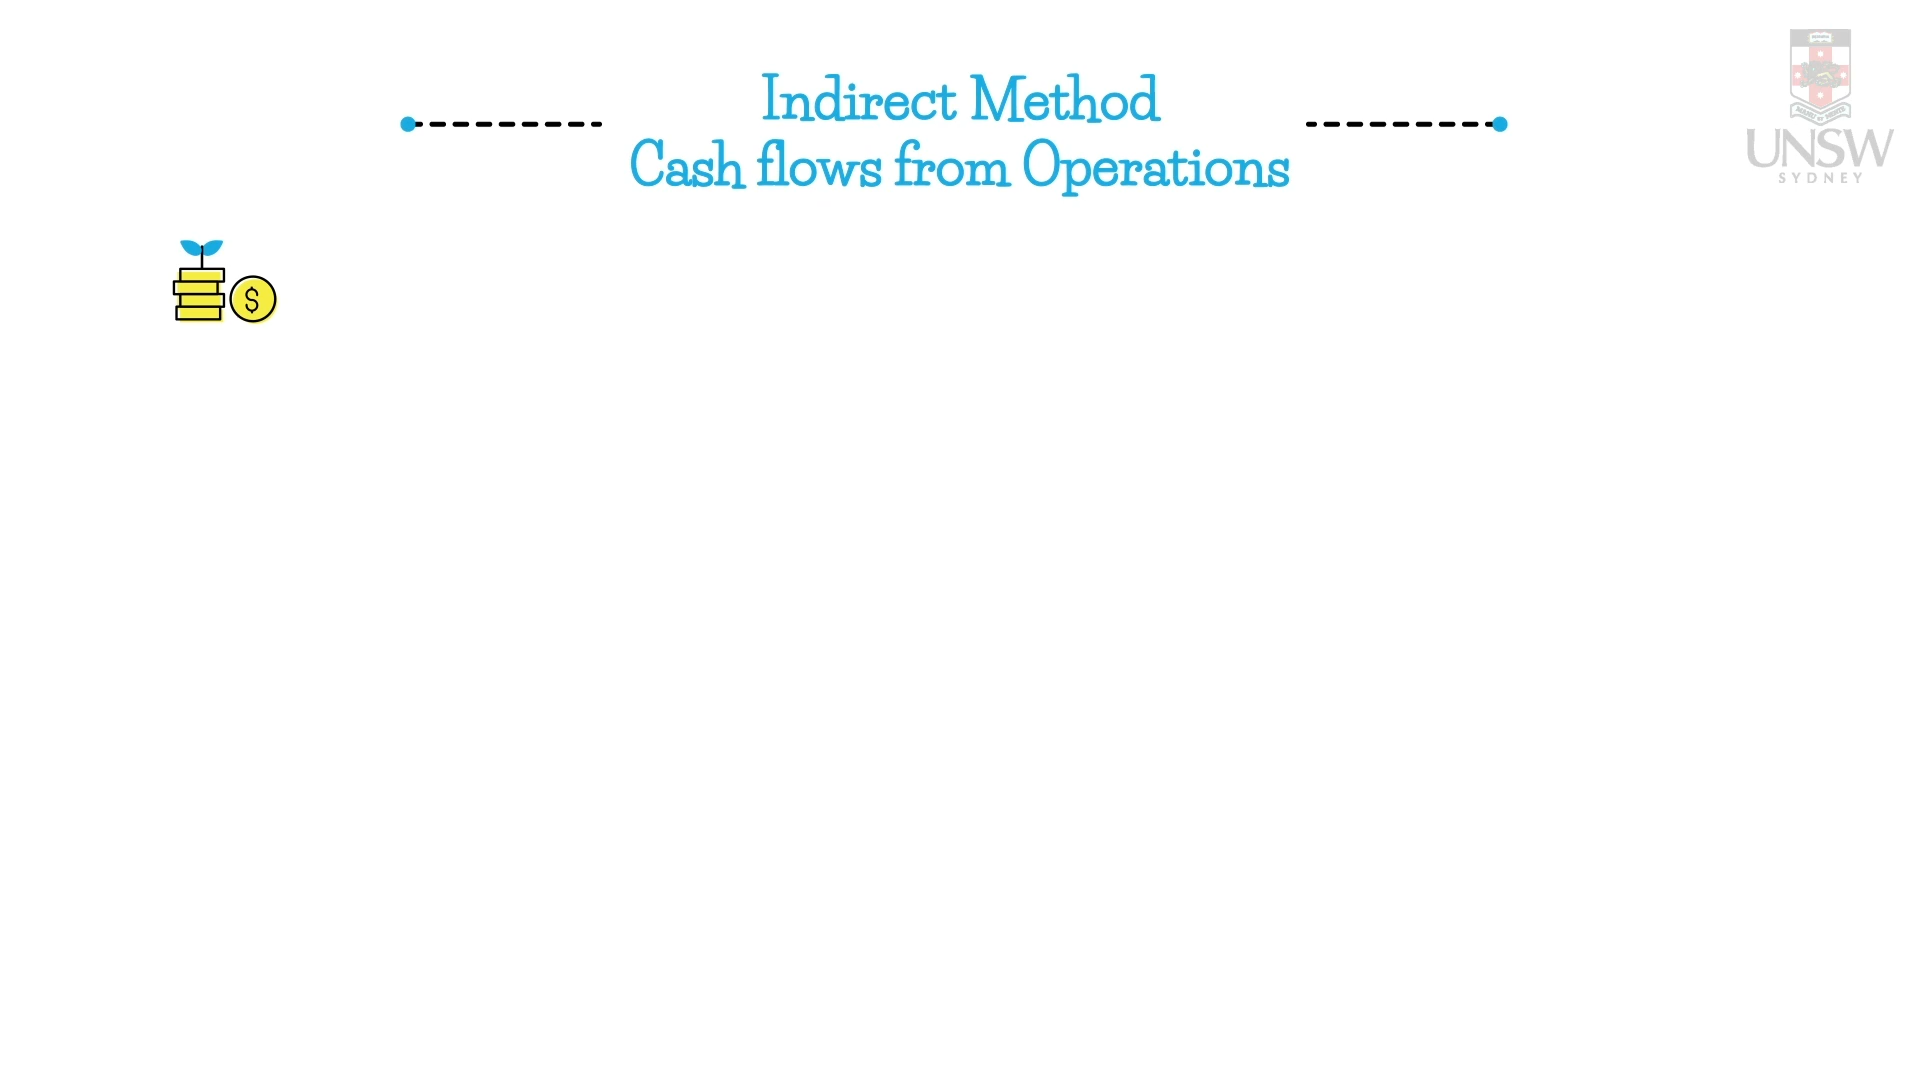 Indirect Method
Cash flows from Operations
UNSW
SYDNEY
$